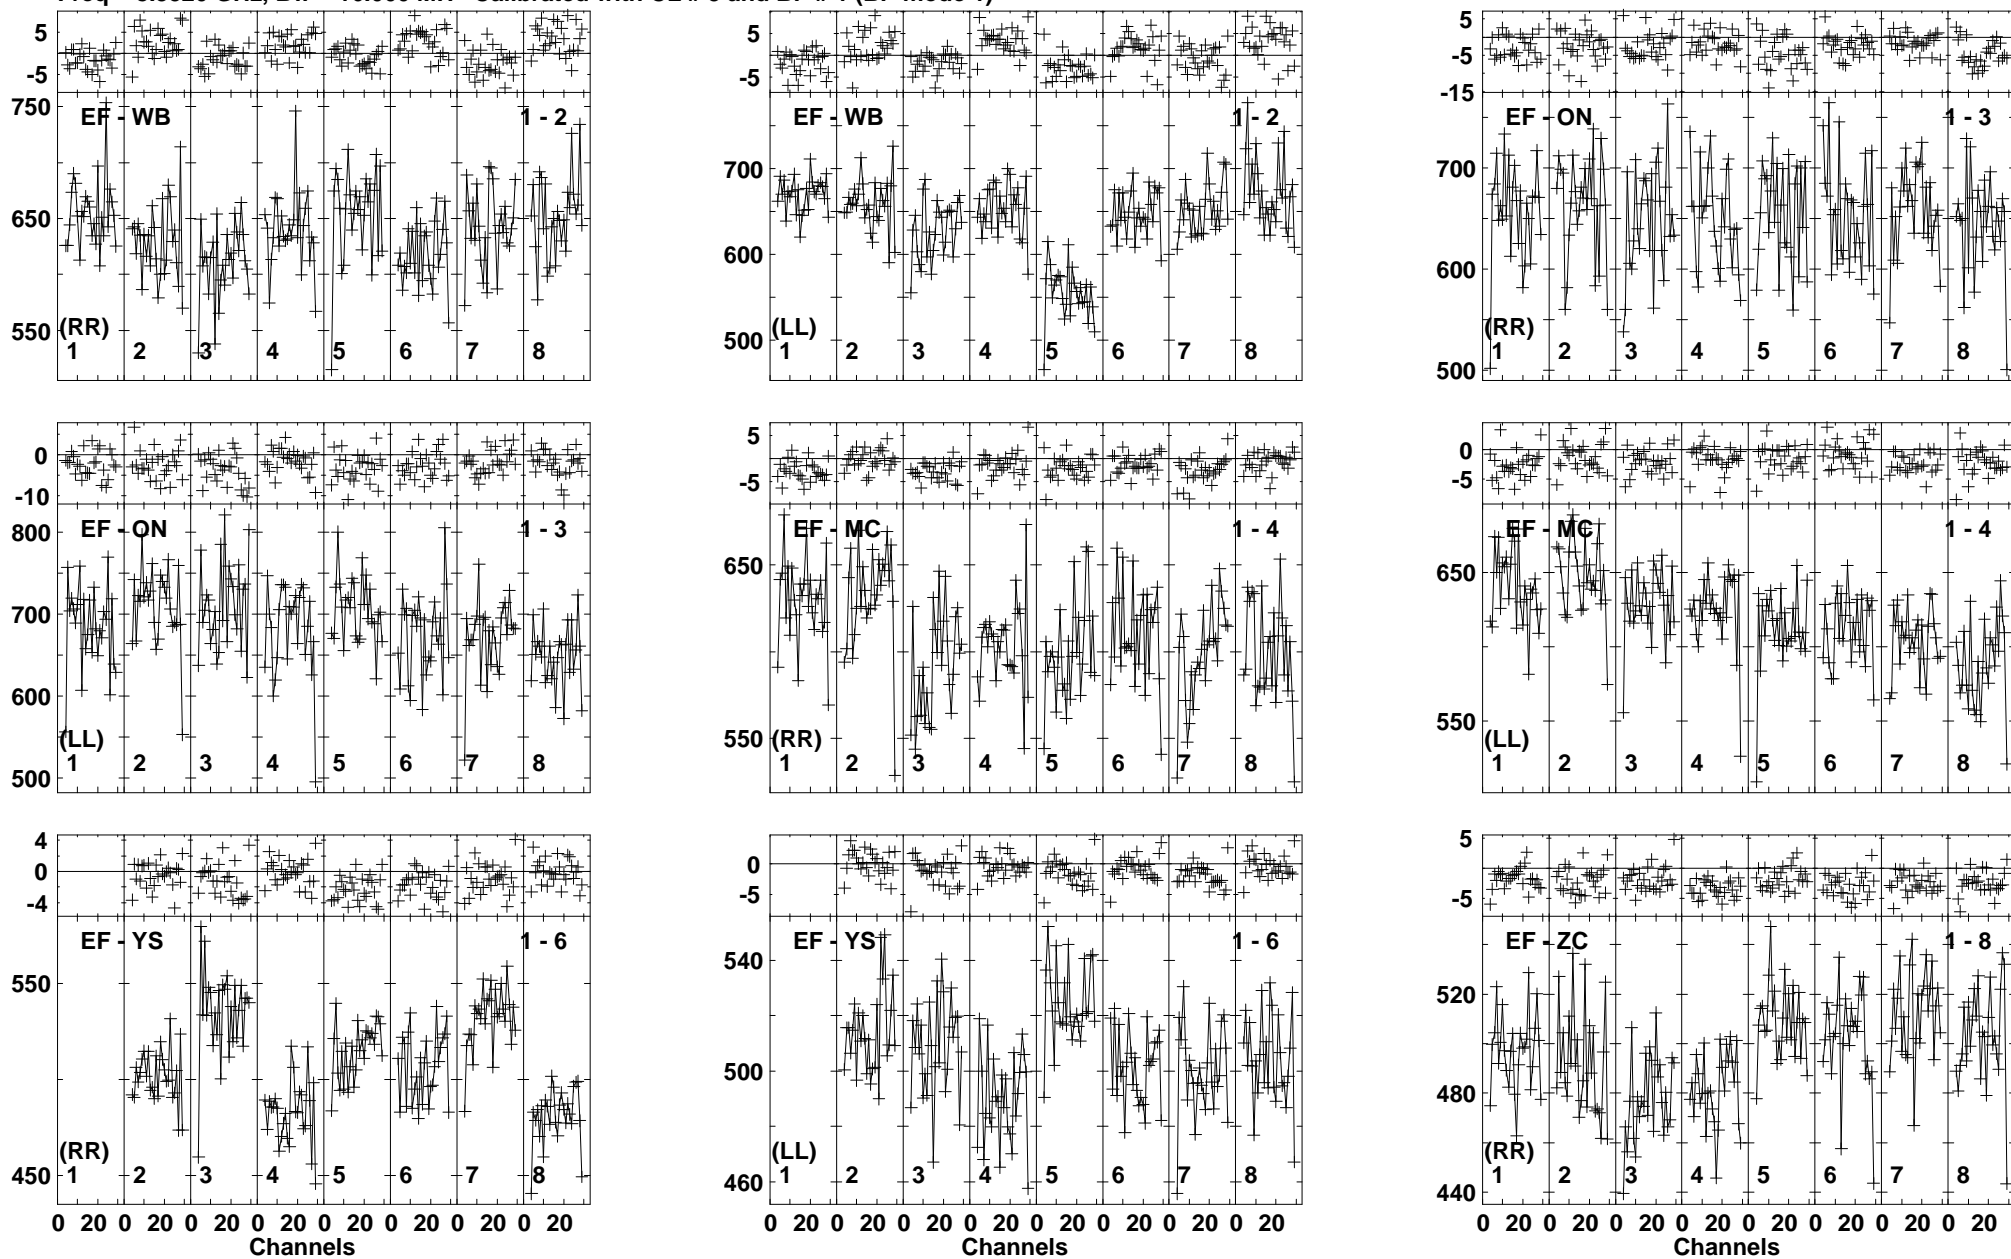 5 5 5
-5 -5 -5
-15
750 EF - WB 1 - 2 EF - WB 1 - 2 EF - ON 1 - 3
700 700
650
600 600
550 (RR) 500 (LL) (RR)
1 2 3 4 5 6 7 8 1 2 3 4 5 6 7 8 1 2 3 4 5 6 7 8
500
0 5 0
-10 -5 -5
800 EF - ON 1 - 3 EF - MC 1 - 4 EF - MC 1 - 4
650 650
700
600
550 550
(LL) (RR) (LL)
500 1 2 3 4 5 6 7 8 1 2 3 4 5 6 7 8 1 2 3 4 5 6 7 8
4 5
0 0
-4 -5 -5
EF - YS 1 - 6 EF - YS 1 - 6 EF - ZC 1 - 8
550 540 520
500 480
(RR) (LL) (RR)
450 1 2 3 4 5 6 7 8 460 1 2 3 4 5 6 7 8 440 1 2 3 4 5 6 7 8
0 20 0 20 0 20 0 20 0 20 0 20 0 20 0 20 0 20 0 20 0 20 0 20 0 20 0 20 0 20 0 20 0 20 0 20 0 20 0 20 0 20 0 20 0 20 0 20
Channels Channels Channels